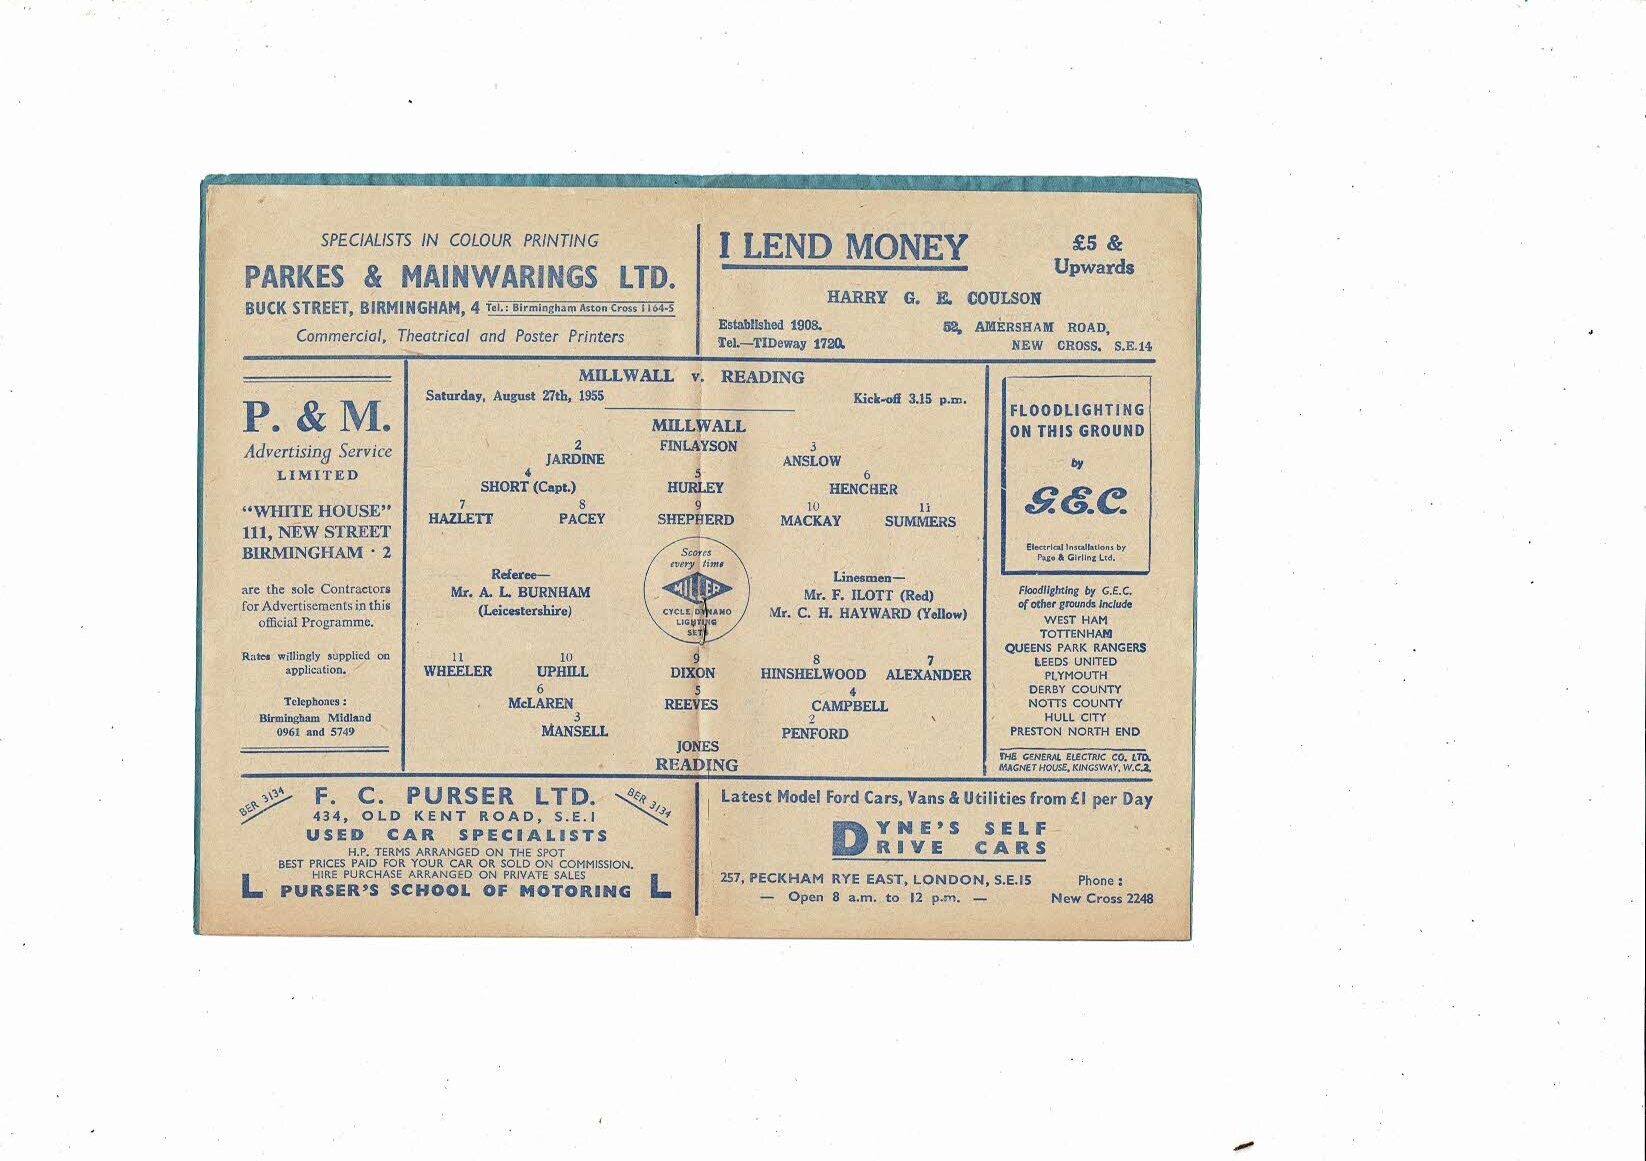 SPECIALISTS IN COLOUR PRINTING
PARKES & MAINWARINGS LTD.
BUCK STREET, BIRMINGHAM, 4 Tel.: Birmingham Aston Cross 1164-5
Commercial, Theatrical and Poster Printers
I LEND MONEY
£5 &
Upwards
HARRY G. E. COULSON
Established 1908.
52, AMERSHAM ROAD,
Tel.—TIDeway 1720.
NEW CROSS, S.E.14
P. & M.
Advertising Service
LIMITED
"WHITE HOUSE"
111, NEW STREET
BIRMINGHAM · 2
are the sole Contractors
for Advertisements in this
official Programme.
Rates willingly supplied on
application.
Telephones :
Birmingham Midland
0961 and 5749
MILLWALL v. READING
Saturday, August 27th, 1955
Kick-off 3.15 p.m.
MILLWALL
FINLAYSON
2 3
JARDINE ANSLOW
4 5 6
SHORT (Capt.) HURLEY HENCHER
7 8 9 10 11
HAZLETT PACEY SHEPHERD MACKAY SUMMERS
Referee—
Mr. A. L. BURNHAM
(Leicestershire)
Scores
every time
MILLER
CYCLE DYNAMO
LIGHTING
SETS
Linesmen—
Mr. F. ILOTT (Red)
Mr. C. H. HAYWARD (Yellow)
11 10 9 8 7
WHEELER UPHILL DIXON HINSHELWOOD ALEXANDER
6 5 4
McLAREN REEVES CAMPBELL
3 2
MANSELL PENFORD
JONES
READING
FLOODLIGHTING
ON THIS GROUND
by
G.E.C.
Electrical Installations by
Page & Girling Ltd.
Floodlighting by G.E.C.
of other grounds include
WEST HAM
TOTTENHAM
QUEENS PARK RANGERS
LEEDS UNITED
PLYMOUTH
DERBY COUNTY
NOTTS COUNTY
HULL CITY
PRESTON NORTH END
THE GENERAL ELECTRIC CO. LTD.
MAGNET HOUSE, KINGSWAY, W.C.2.
BER 3134 F. C. PURSER LTD. BER 3134
434, OLD KENT ROAD, S.E.1
USED CAR SPECIALISTS
H.P. TERMS ARRANGED ON THE SPOT
BEST PRICES PAID FOR YOUR CAR OR SOLD ON COMMISSION.
HIRE PURCHASE ARRANGED ON PRIVATE SALES
L PURSER'S SCHOOL OF MOTORING L
Latest Model Ford Cars, Vans & Utilities from £1 per Day
DYNE'S SELF
DRIVE CARS
257, PECKHAM RYE EAST, LONDON, S.E.15 Phone :
— Open 8 a.m. to 12 p.m. — New Cross 2248